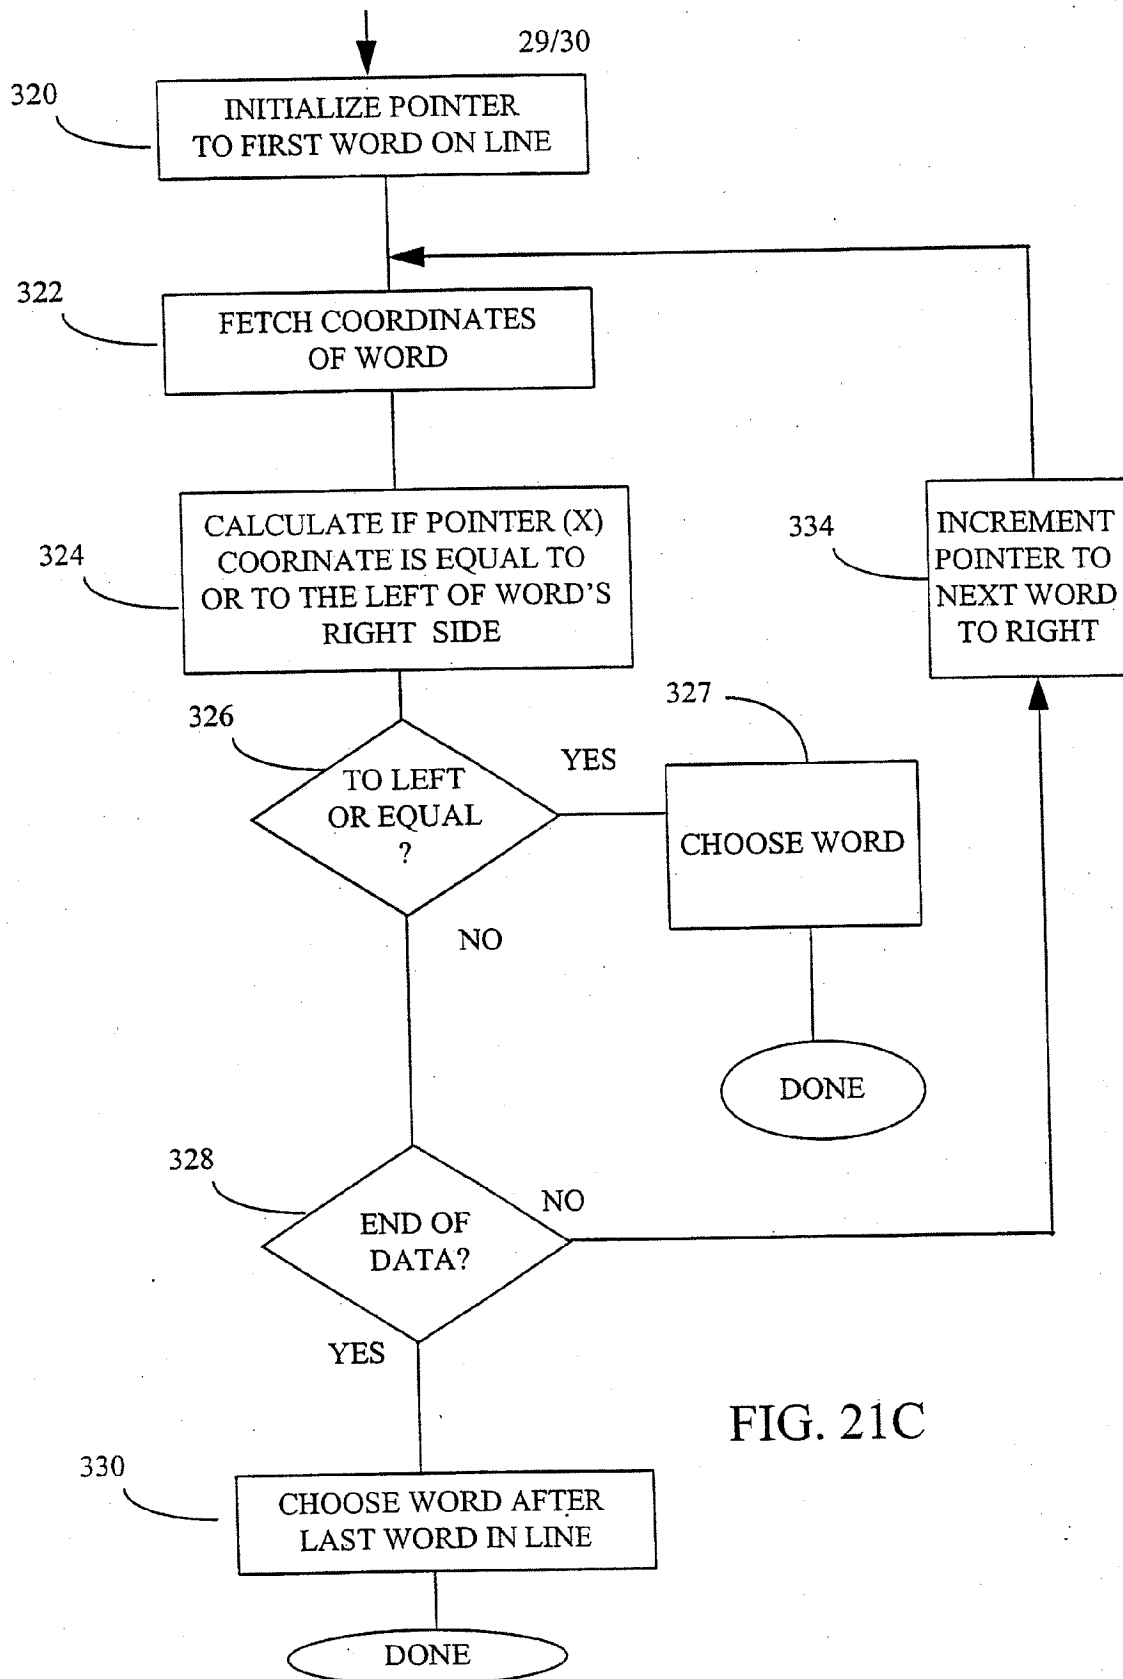 29/30
320
INITIALIZE POINTER
TO FIRST WORD ON LINE
322
FETCH COORDINATES
OF WORD
324
CALCULATE IF POINTER (X)
COORINATE IS EQUAL TO
OR TO THE LEFT OF WORD'S
RIGHT SIDE
334
INCREMENT
POINTER TO
NEXT WORD
TO RIGHT
326
TO LEFT
OR EQUAL
?
YES
327
CHOOSE WORD
NO
DONE
328
END OF
DATA?
NO
YES
FIG. 21C
330
CHOOSE WORD AFTER
LAST WORD IN LINE
DONE